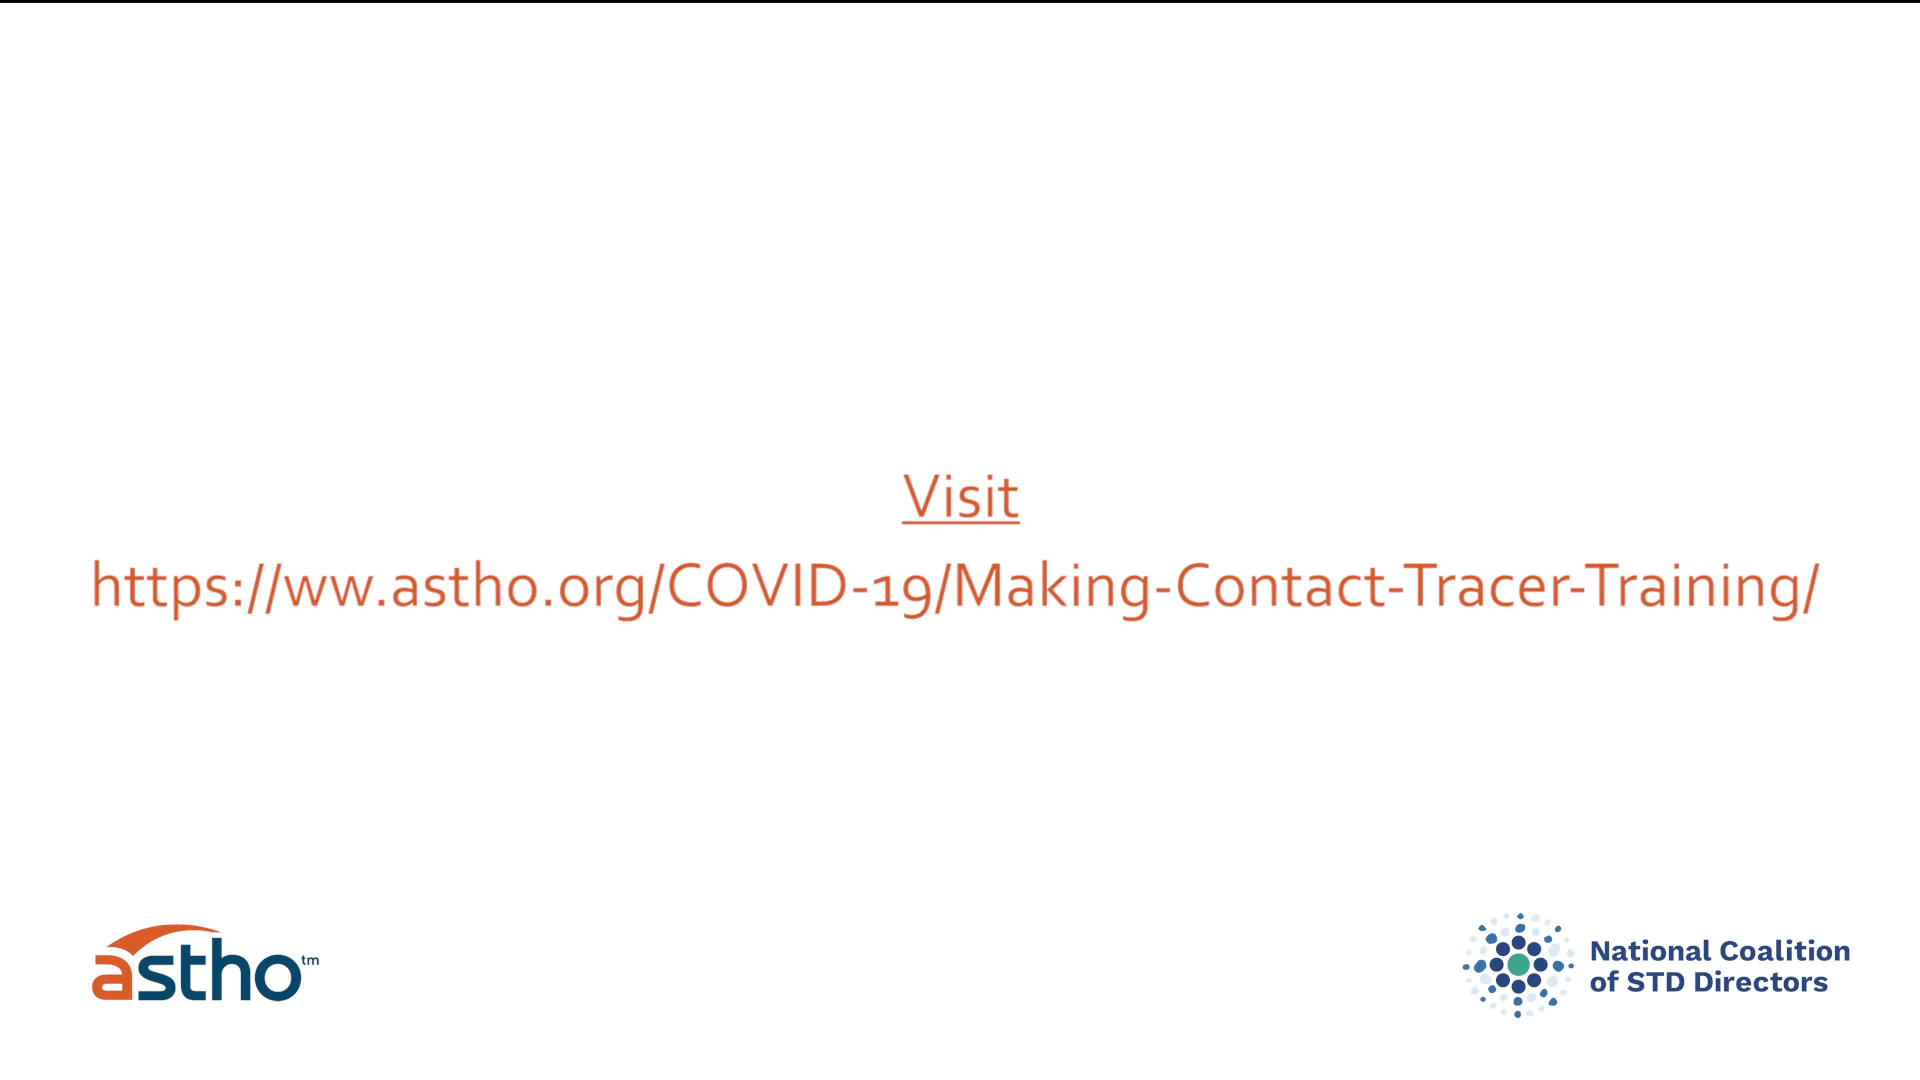 Visit
https://ww.astho.org/COVID-19/Making-Contact-Tracer-Training/
astho™
National Coalition
of STD Directors